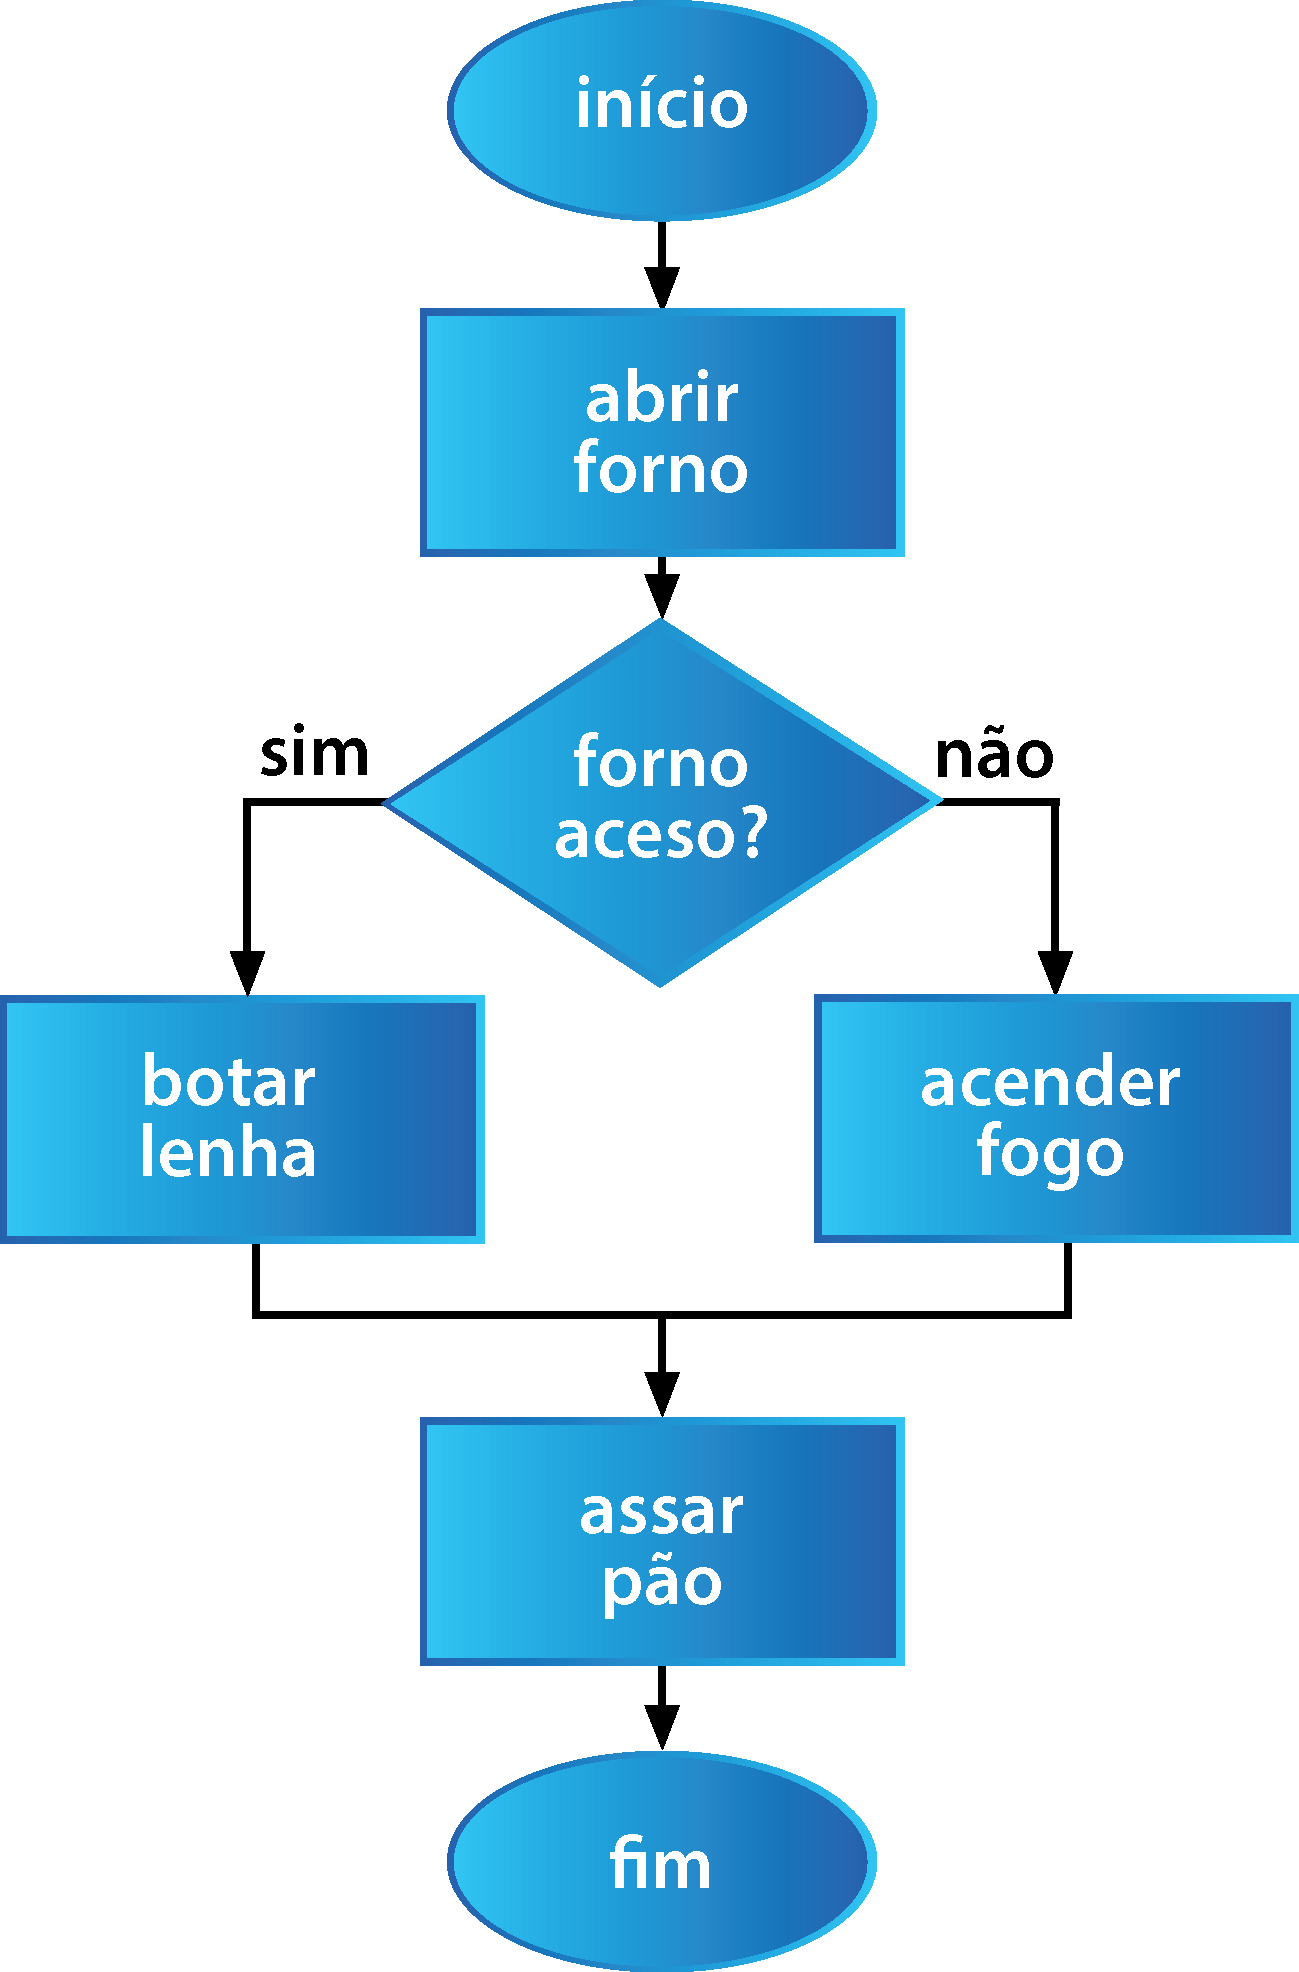 início
abrir
forno
forno
aceso?
sim
não
botar
lenha
acender
fogo
assar
pão
fim